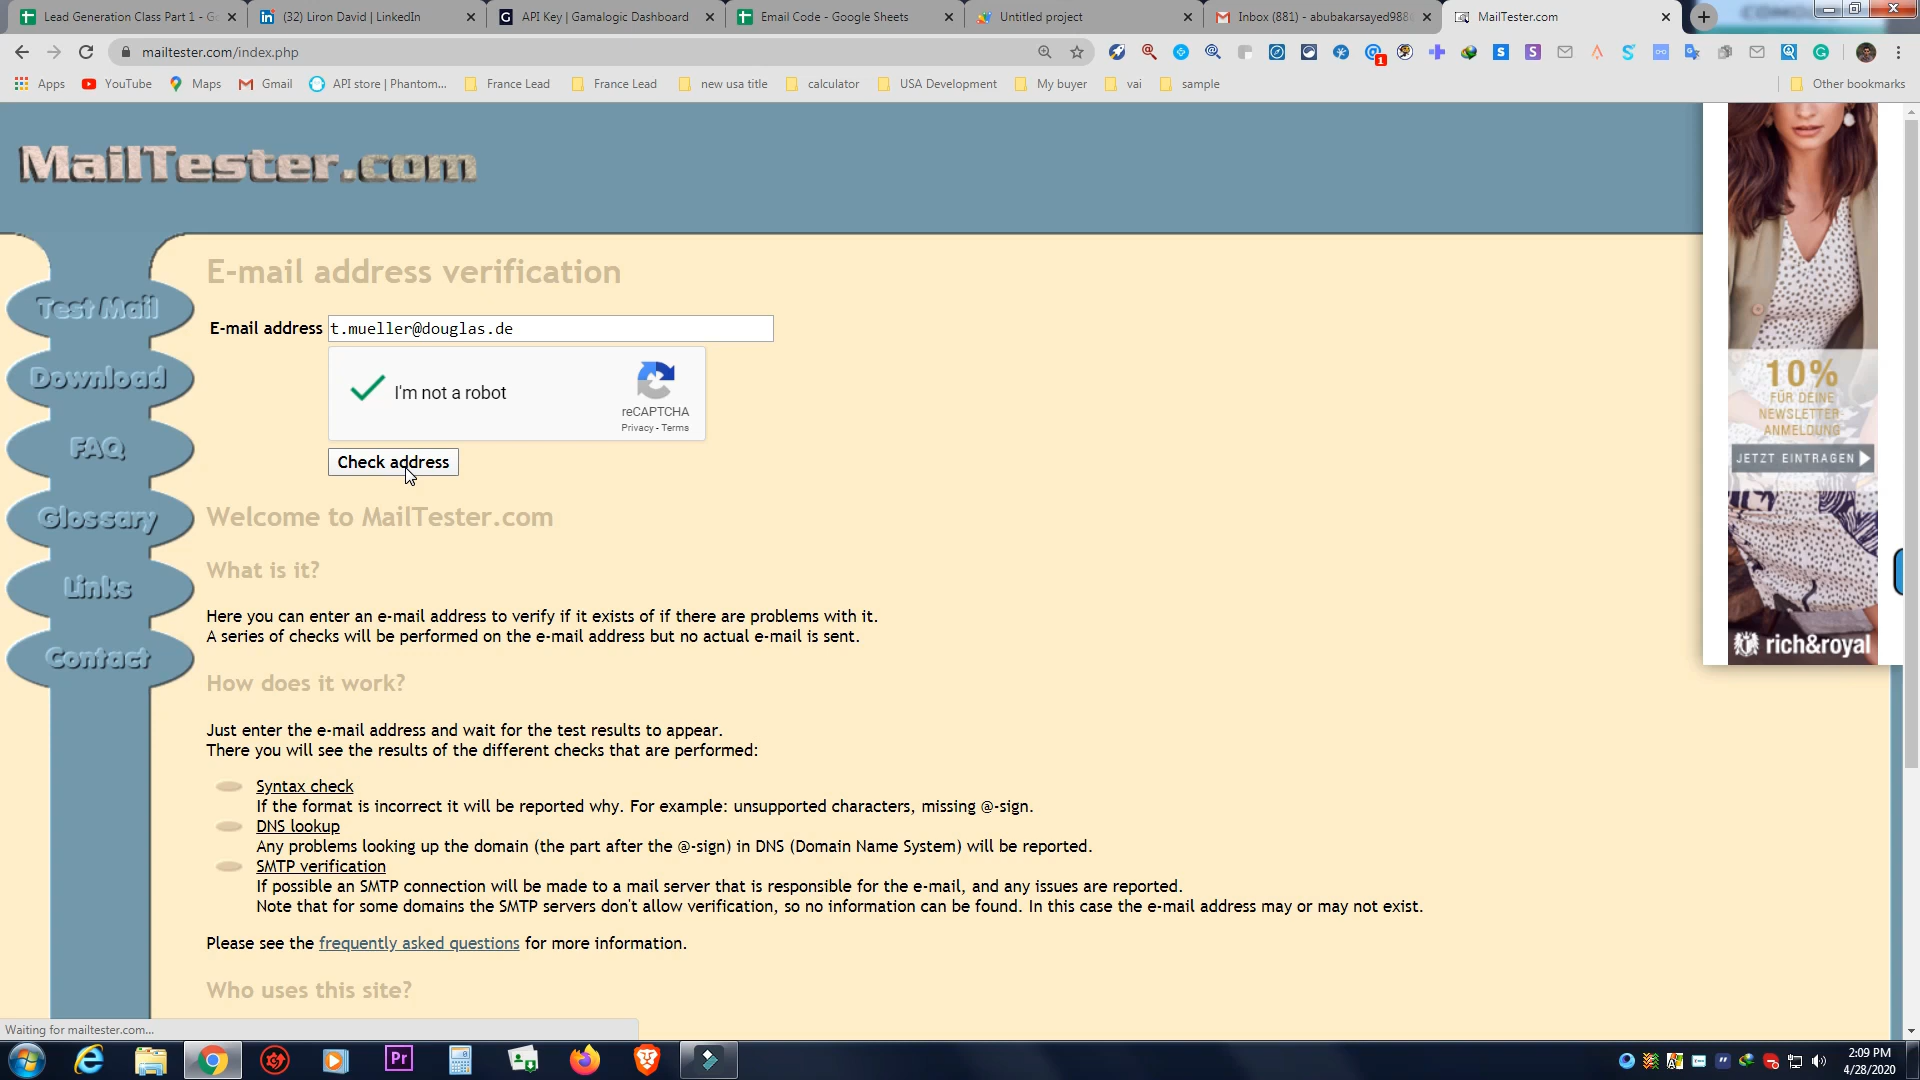 Lead Generation Class Part 1 - Go
(32) Liron David | LinkedIn
API Key | Gamalogic Dashboard
Email Code - Google Sheets
Untitled project
Inbox (881) - abubakarsayed988
MailTester.com
mailtester.com/index.php
Apps
YouTube
Maps
Gmail
API store | Phantom...
France Lead
France Lead
new usa title
calculator
USA Development
My buyer
vai
sample
Other bookmarks
MailTester.com
Test Mail
Download
FAQ
Glossary
Links
Contact
E-mail address verification
E-mail address t.mueller@douglas.de
I'm not a robot
reCAPTCHA
Privacy - Terms
Check address
Welcome to MailTester.com
What is it?
Here you can enter an e-mail address to verify if it exists of if there are problems with it.
A series of checks will be performed on the e-mail address but no actual e-mail is sent.
How does it work?
Just enter the e-mail address and wait for the test results to appear.
There you will see the results of the different checks that are performed:
Syntax check
If the format is incorrect it will be reported why. For example: unsupported characters, missing @-sign.
DNS lookup
Any problems looking up the domain (the part after the @-sign) in DNS (Domain Name System) will be reported.
SMTP verification
If possible an SMTP connection will be made to a mail server that is responsible for the e-mail, and any issues are reported.
Note that for some domains the SMTP servers don't allow verification, so no information can be found. In this case the e-mail address may or may not exist.
Please see the frequently asked questions for more information.
Who uses this site?
10%
FÜR DEINE
NEWSLETTER
ANMELDUNG
JETZT EINTRAGEN
rich&royal
Waiting for mailtester.com...
Pr
2:09 PM
4/28/2020